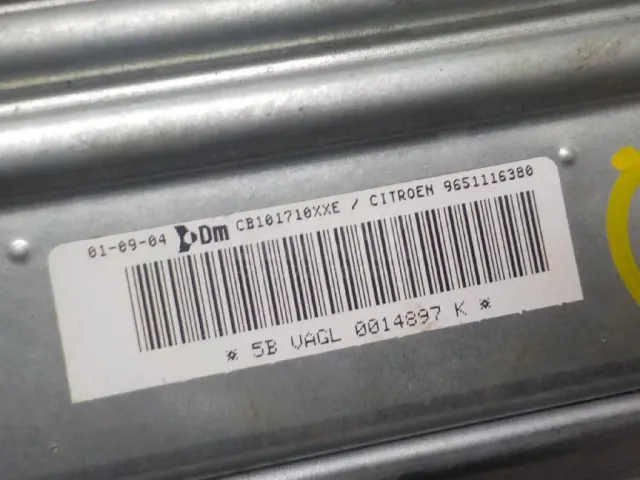 01-09-04 Dm CB101710XXE / CITROEN 9651116380
* 5B VAGL 0014897 K *